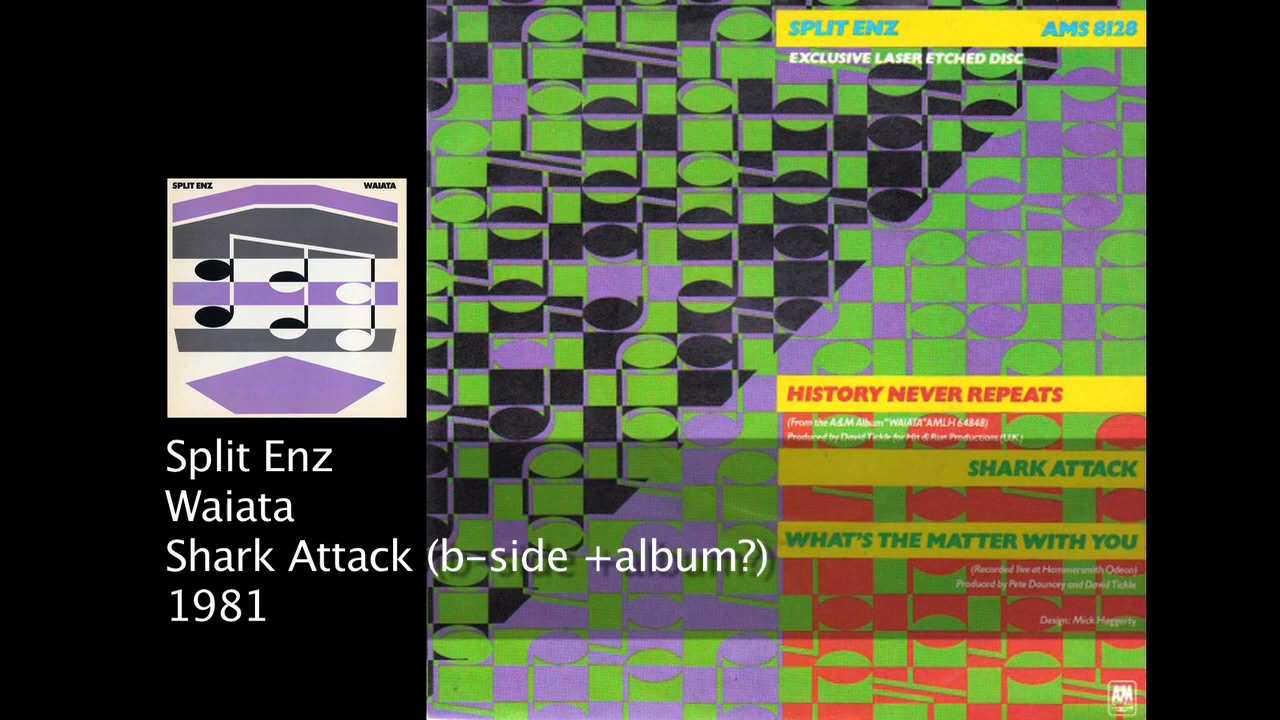 SPLIT ENZ
WAIATA
Split Enz
Waiata
Shark Attack (b-side +album?)
1981
SPLIT ENZ
AMS 8128
EXCLUSIVE LASER ETCHED DISC
HISTORY NEVER REPEATS
(From the A&M Album "WAIATA" AMLH 64848)
Produced by David Tickle for Hit & Run Productions (U.K.)
SHARK ATTACK
WHAT'S THE MATTER WITH YOU
(Recorded live at Hammersmith Odeon)
Produced by Pete Dauncey and David Tickle
Design: Mick Haggerty
A&M